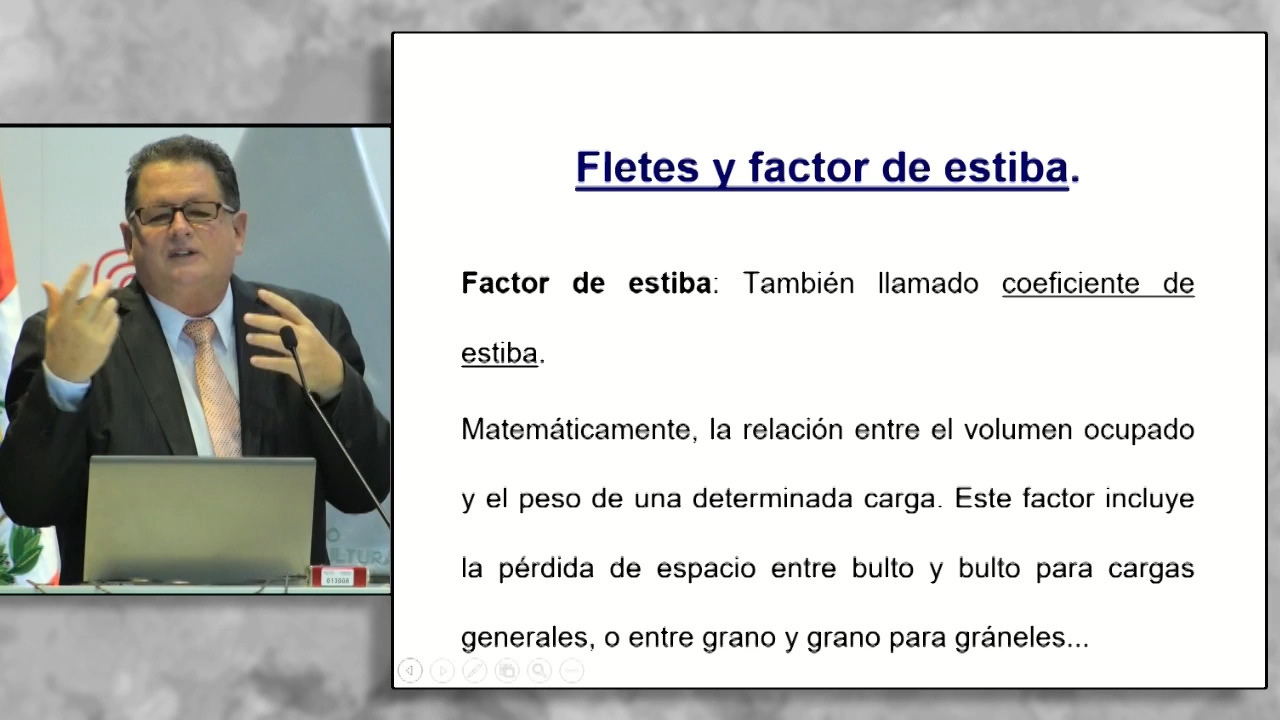 Fletes y factor de estiba.
Factor de estiba: También llamado coeficiente de
estiba.
Matemáticamente, la relación entre el volumen ocupado
y el peso de una determinada carga. Este factor incluye
la pérdida de espacio entre bulto y bulto para cargas
generales, o entre grano y grano para gráneles...